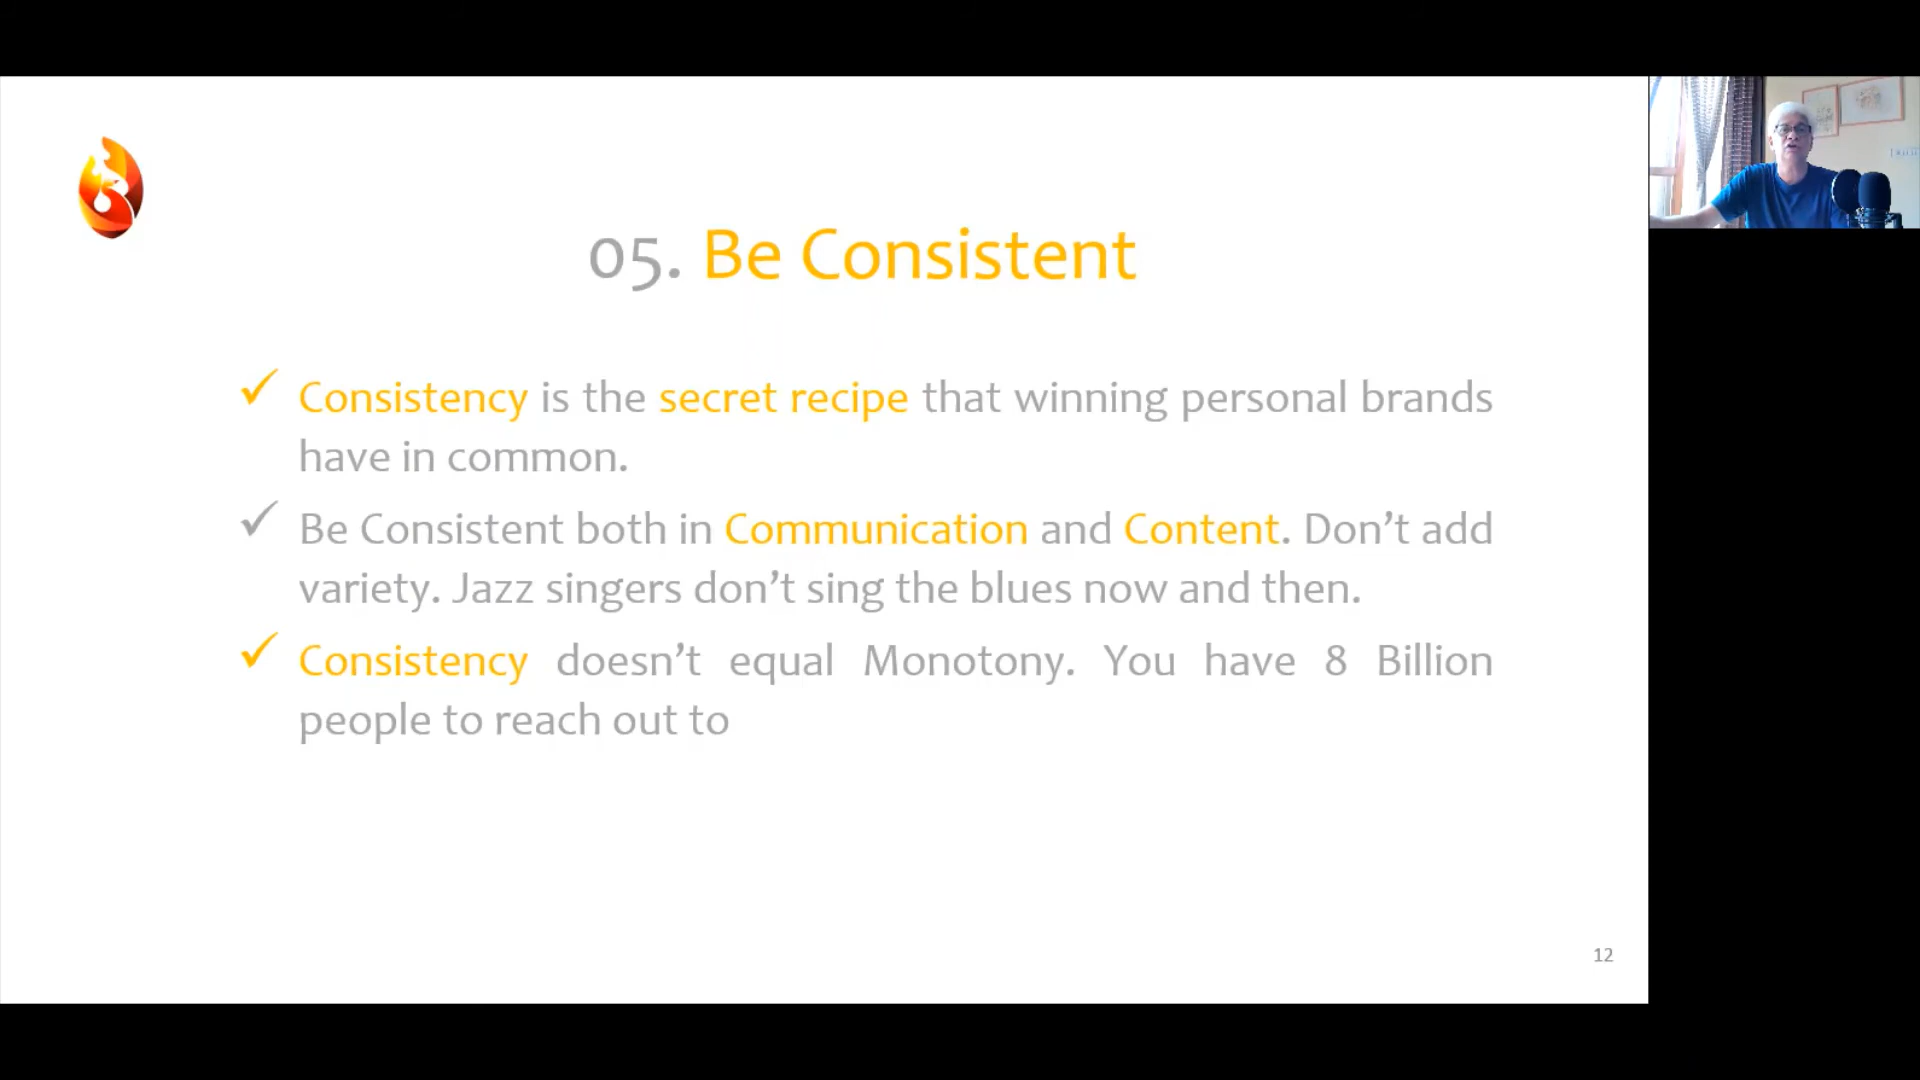 05. Be Consistent
✓ Consistency is the secret recipe that winning personal brands
have in common.
✓ Be Consistent both in Communication and Content. Don’t add
variety. Jazz singers don’t sing the blues now and then.
✓ Consistency doesn’t equal Monotony. You have 8 Billion
people to reach out to
12